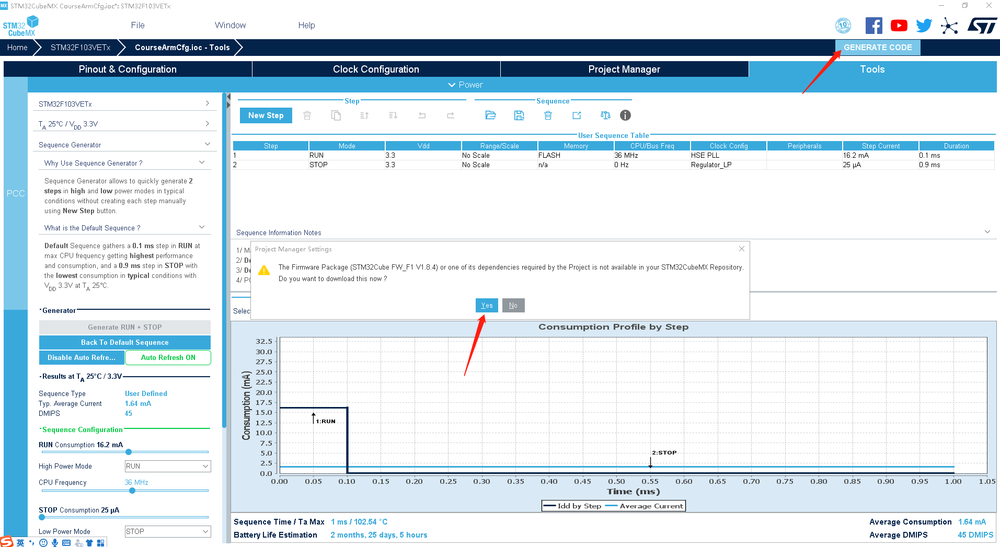 MX STM32CubeMX CourseArmCfg.ioc*: STM32F103VETx
STM32
CubeMX
File
Window
Help
10
Home
STM32F103VETx
CourseArmCfg.ioc - Tools
GENERATE CODE
Pinout & Configuration
Clock Configuration
Project Manager
Tools
Power
PCC
STM32F103VETx
TA 25°C / VDD 3.3V
Sequence Generator
Why Use Sequence Generator ?
Sequence Generator allows to quickly generate 2
steps in high and low power modes in typical
conditions without creating each step manually
using New Step button.
What is the Default Sequence ?
Default Sequence gathers a 0.1 ms step in RUN at
max CPU frequency getting highest performance
and consumption, and a 0.9 ms step in STOP with
the lowest consumption in typical conditions with
VDD 3.3V at TA 25°C.
Generator
Generate RUN + STOP
Back To Default Sequence
Disable Auto Refre...
Auto Refresh ON
Results at TA 25°C / 3.3V
Sequence Type User Defined
Typ. Average Current 1.64 mA
DMIPS 45
Sequence Configuration
RUN Consumption 16.2 mA
High Power Mode RUN
CPU Frequency 36 MHz
STOP Consumption 25 µA
Low Power Mode STOP
S 英
Step
Sequence
New Step
User Sequence Table
Step Mode Vdd Range/Scale Memory CPU/Bus Freq Clock Config Peripherals Step Current Duration
1 RUN 3.3 No Scale FLASH 36 MHz HSE PLL 16.2 mA 0.1 ms
2 STOP 3.3 No Scale n/a 0 Hz Regulator_LP 25 µA 0.9 ms
Sequence Information Notes
1/ M
2/ De
3/ De
4/ PC
Project Manager Settings
The Firmware Package (STM32Cube FW_F1 V1.8.4) or one of its dependencies required by the Project is not available in your STM32CubeMX Repository.
Do you want to download this now ?
Yes
No
Selec
Consumption Profile by Step
Consumption (mA)
32.5
30.0
27.5
25.0
22.5
20.0
17.5
15.0
12.5
10.0
7.5
5.0
2.5
0.0
1:RUN
2:STOP
0.00 0.05 0.10 0.15 0.20 0.25 0.30 0.35 0.40 0.45 0.50 0.55 0.60 0.65 0.70 0.75 0.80 0.85 0.90 0.95 1.00 1.05
Time (ms)
Idd by Step Average Current
Sequence Time / Ta Max 1 ms / 102.54 °C
Average Consumption 1.64 mA
Battery Life Estimation 2 months, 25 days, 5 hours
Average DMIPS 45 DMIPS